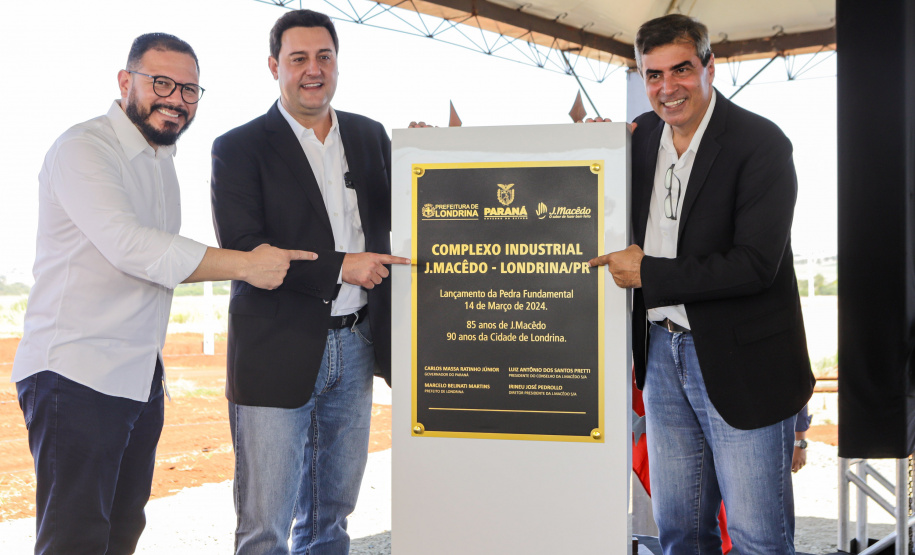 PREFEITURA DE
LONDRINA
PARANÁ
GOVERNO DO ESTADO
J.Macêdo
O sabor de fazer bem-feito
COMPLEXO INDUSTRIAL
J.MACÊDO - LONDRINA/PR
Lançamento da Pedra Fundamental
14 de Março de 2024.
85 anos de J.Macêdo
90 anos da Cidade de Londrina.
CARLOS MASSA RATINHO JÚNIOR
GOVERNADOR DO PARANÁ
LUIZ ANTÔNIO DOS SANTOS PRETTI
PRESIDENTE DO CONSELHO DA J.MACÊDO S/A
MARCELO BELINATI MARTINS
PREFEITO DE LONDRINA
IRINEU JOSÉ PEDROLLO
DIRETOR PRESIDENTE DA J.MACÊDO S/A